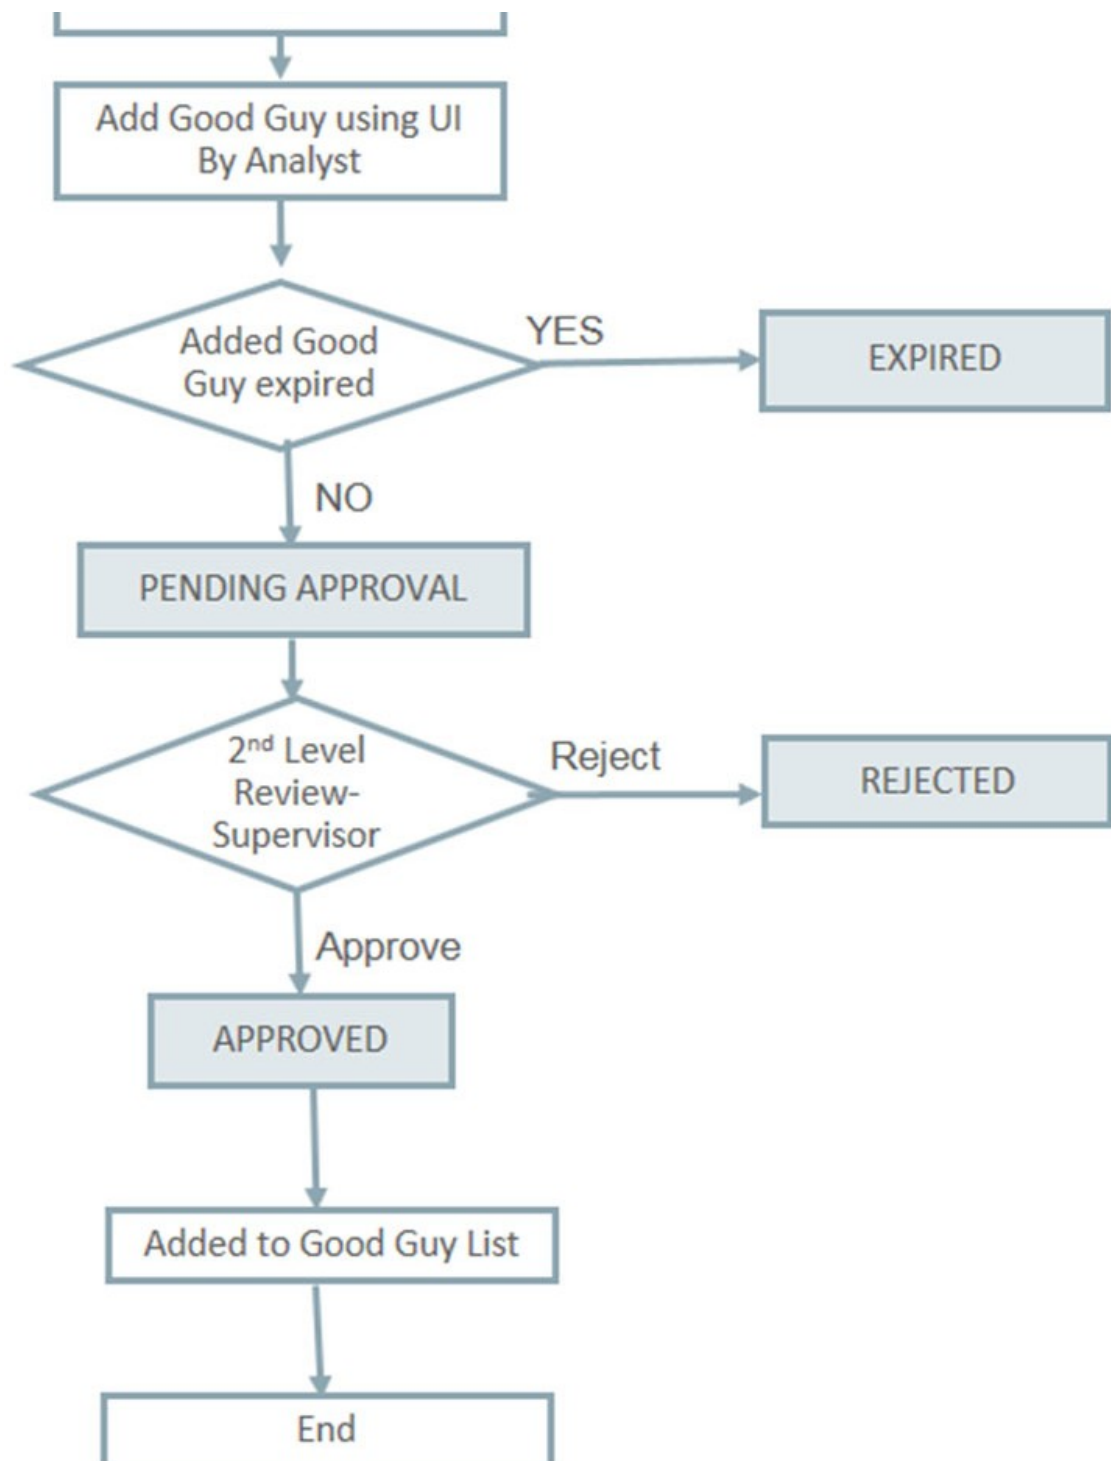 Add Good Guy using UI
By Analyst
Added Good
Guy expired
YES
EXPIRED
NO
PENDING APPROVAL
2nd Level
Review-
Supervisor
Reject
REJECTED
Approve
APPROVED
Added to Good Guy List
End